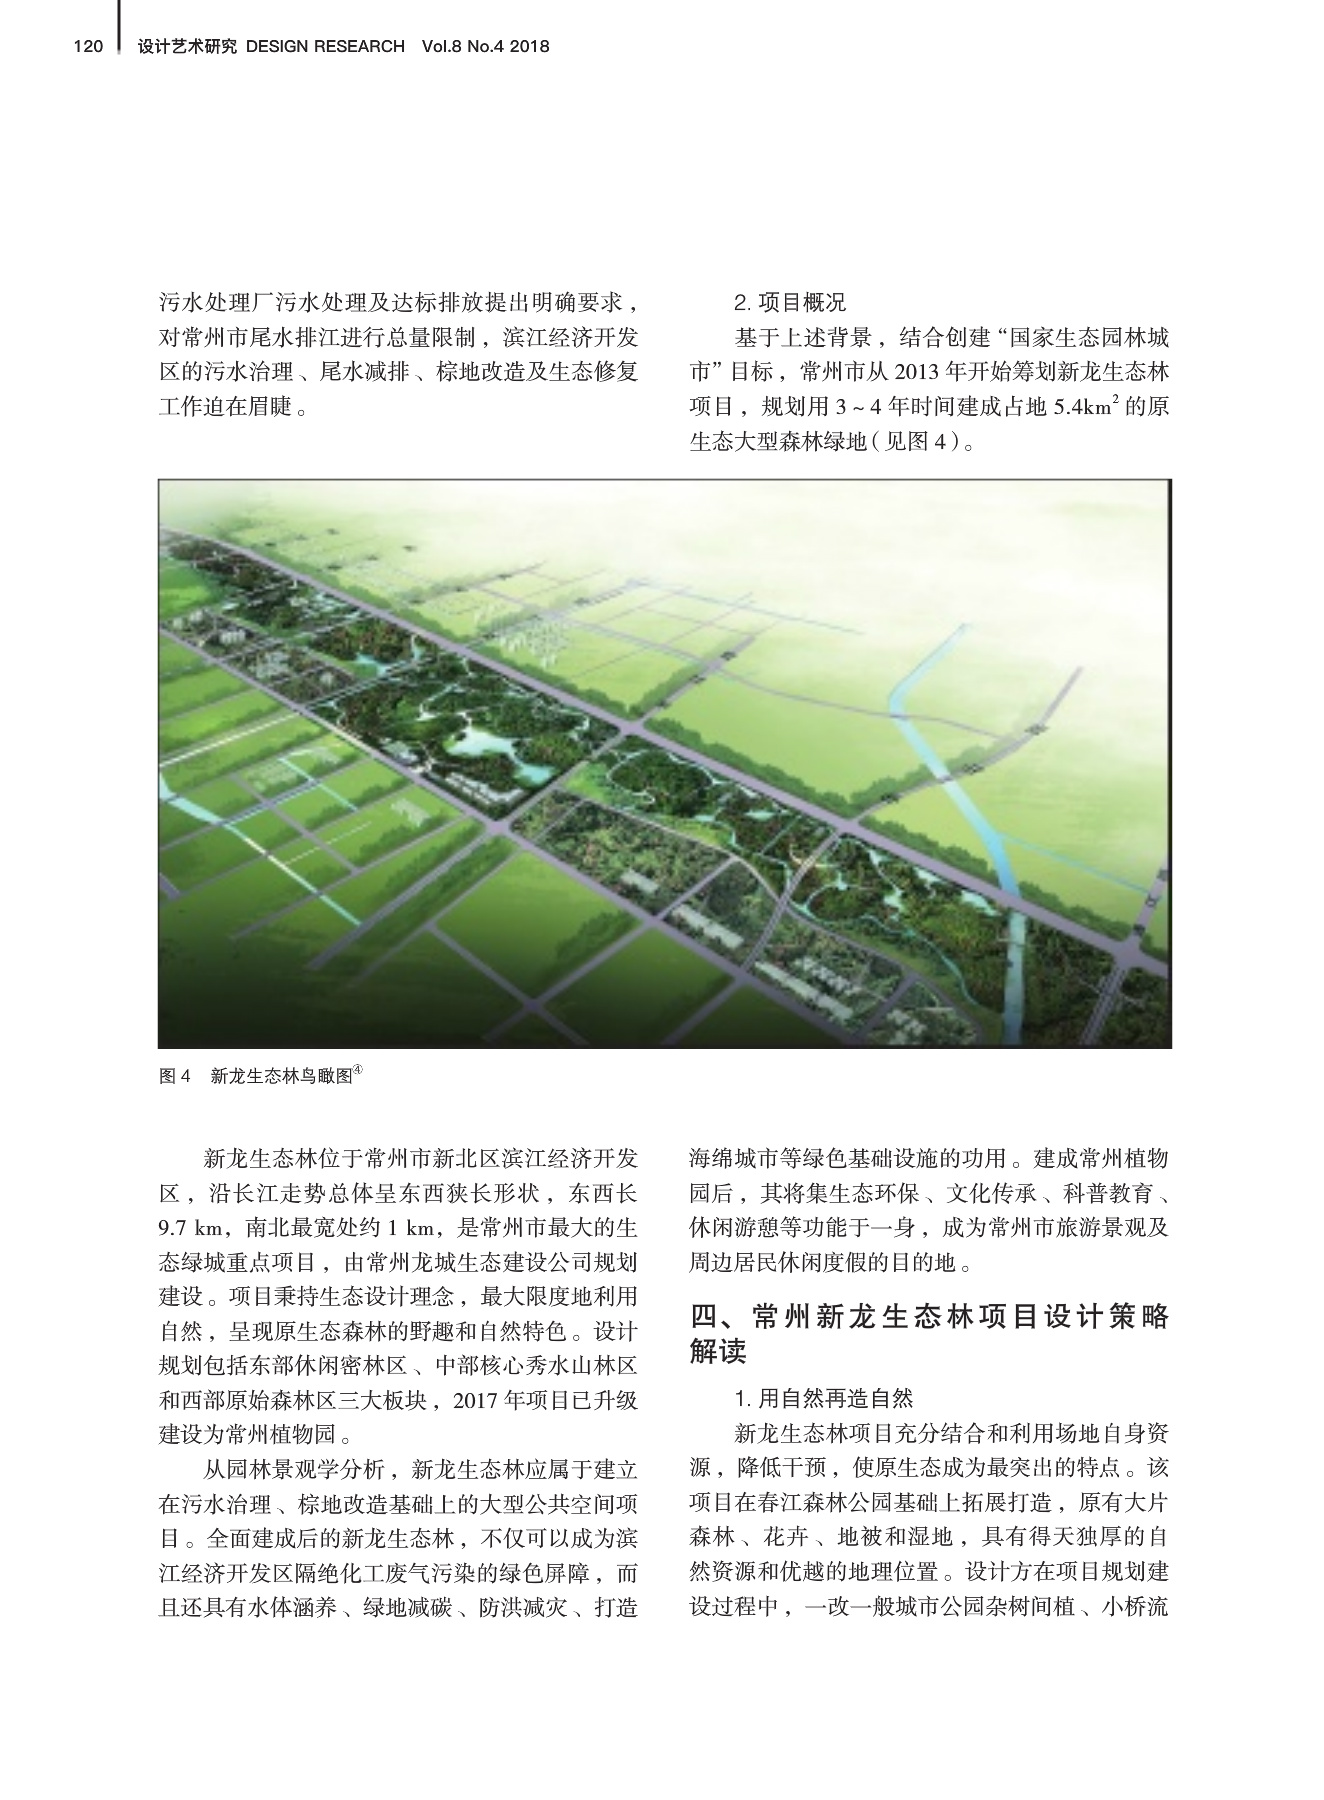 120 设计艺术研究 DESIGN RESEARCH Vol.8 No.4 2018
污水处理厂污水处理及达标排放提出明确要求，
对常州市尾水排江进行总量限制，滨江经济开发
区的污水治理、尾水减排、棕地改造及生态修复
工作迫在眉睫。
2. 项目概况
基于上述背景，结合创建“国家生态园林城
市”目标，常州市从 2013 年开始筹划新龙生态林
项目，规划用 3 ~ 4 年时间建成占地 5.4km² 的原
生态大型森林绿地（见图 4）。
图 4 新龙生态林鸟瞰图④
新龙生态林位于常州市新北区滨江经济开发
区，沿长江走势总体呈东西狭长形状，东西长
9.7 km，南北最宽处约 1 km，是常州市最大的生
态绿城重点项目，由常州龙城生态建设公司规划
建设。项目秉持生态设计理念，最大限度地利用
自然，呈现原生态森林的野趣和自然特色。设计
规划包括东部休闲密林区、中部核心秀水山林区
和西部原始森林区三大板块，2017 年项目已升级
建设为常州植物园。
从园林景观学分析，新龙生态林应属于建立
在污水治理、棕地改造基础上的大型公共空间项
目。全面建成后的新龙生态林，不仅可以成为滨
江经济开发区隔绝化工废气污染的绿色屏障，而
且还具有水体涵养、绿地减碳、防洪减灾、打造
海绵城市等绿色基础设施的功用。建成常州植物
园后，其将集生态环保、文化传承、科普教育、
休闲游憩等功能于一身，成为常州市旅游景观及
周边居民休闲度假的目的地。
四、常州新龙生态林项目设计策略
解读
1. 用自然再造自然
新龙生态林项目充分结合和利用场地自身资
源，降低干预，使原生态成为最突出的特点。该
项目在春江森林公园基础上拓展打造，原有大片
森林、花卉、地被和湿地，具有得天独厚的自
然资源和优越的地理位置。设计方在项目规划建
设过程中，一改一般城市公园杂树间植、小桥流